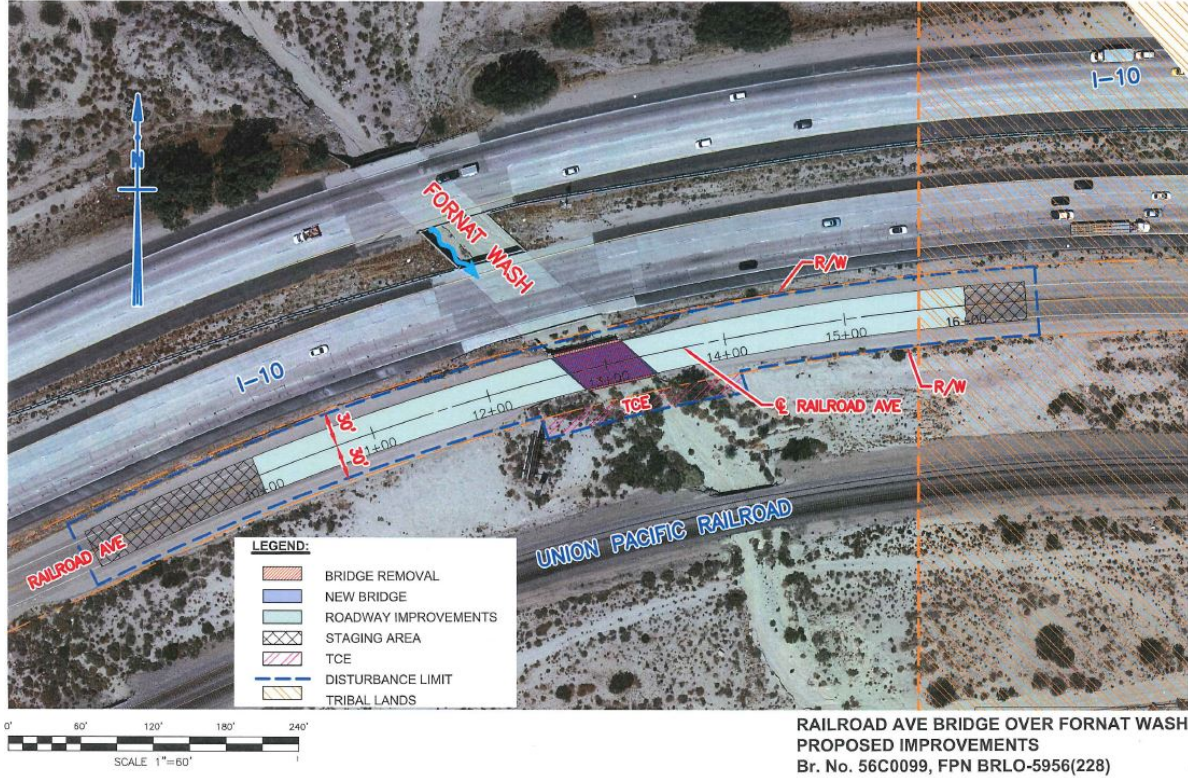 I-10
N
FORNAT WASH
R/W
I-10
10+00
11+00
12+00
13+00
14+00
15+00
16+00
30'
30'
TCE
℄ RAILROAD AVE
R/W
RAILROAD AVE
UNION PACIFIC RAILROAD
LEGEND:
BRIDGE REMOVAL
NEW BRIDGE
ROADWAY IMPROVEMENTS
STAGING AREA
TCE
DISTURBANCE LIMIT
TRIBAL LANDS
0' 60' 120' 180' 240'
SCALE 1"=60'
RAILROAD AVE BRIDGE OVER FORNAT WASH
PROPOSED IMPROVEMENTS
Br. No. 56C0099, FPN BRLO-5956(228)